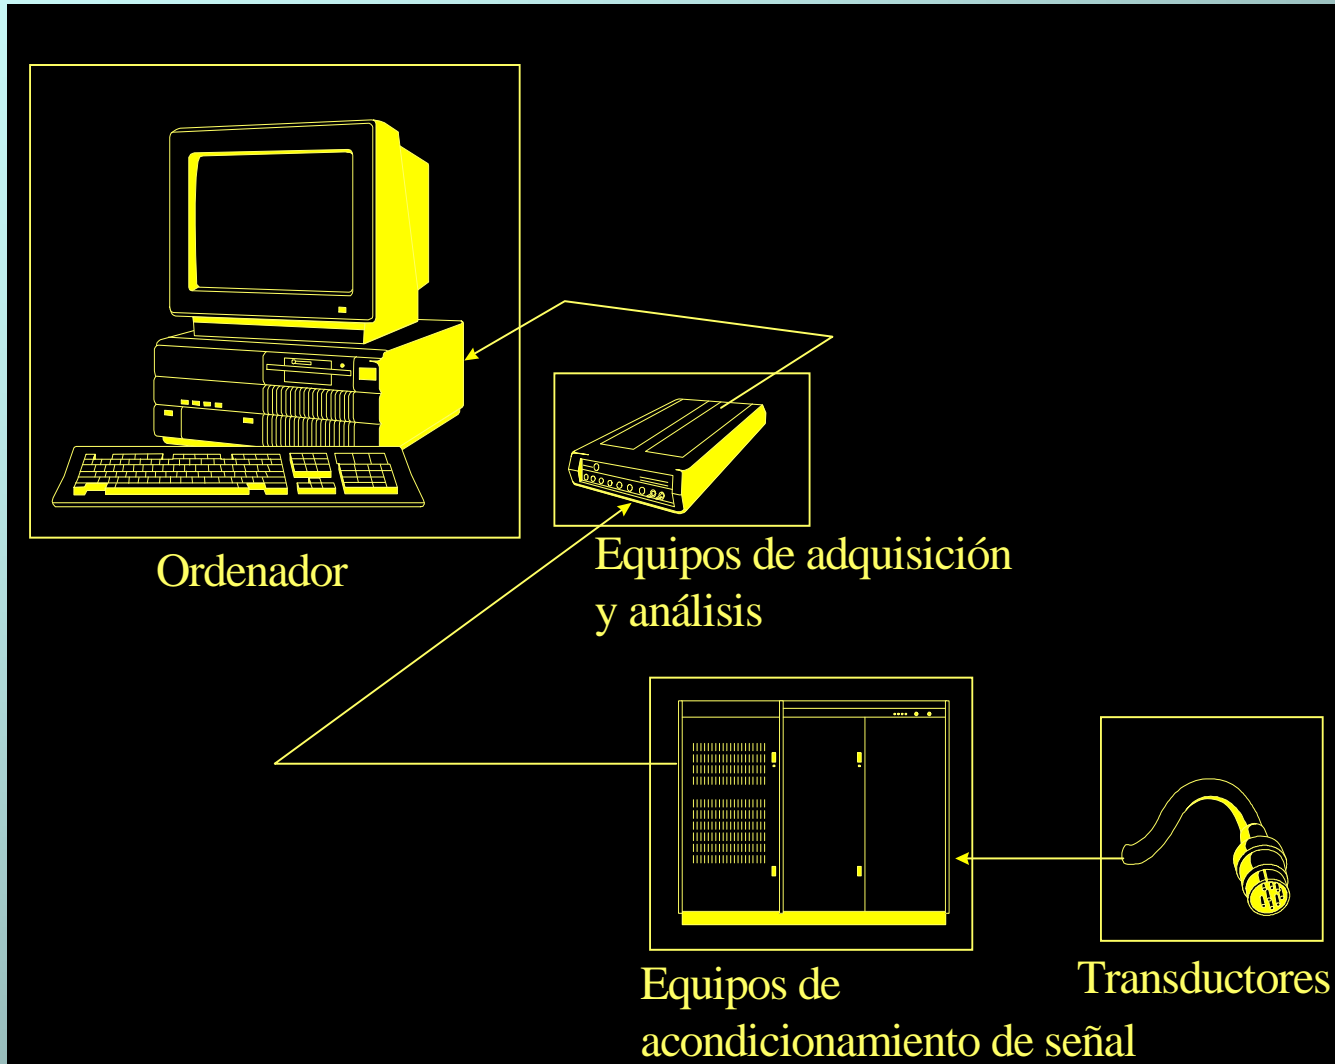 Ordenador
Equipos de adquisición
y análisis
Equipos de
acondicionamiento de señal
Transductores